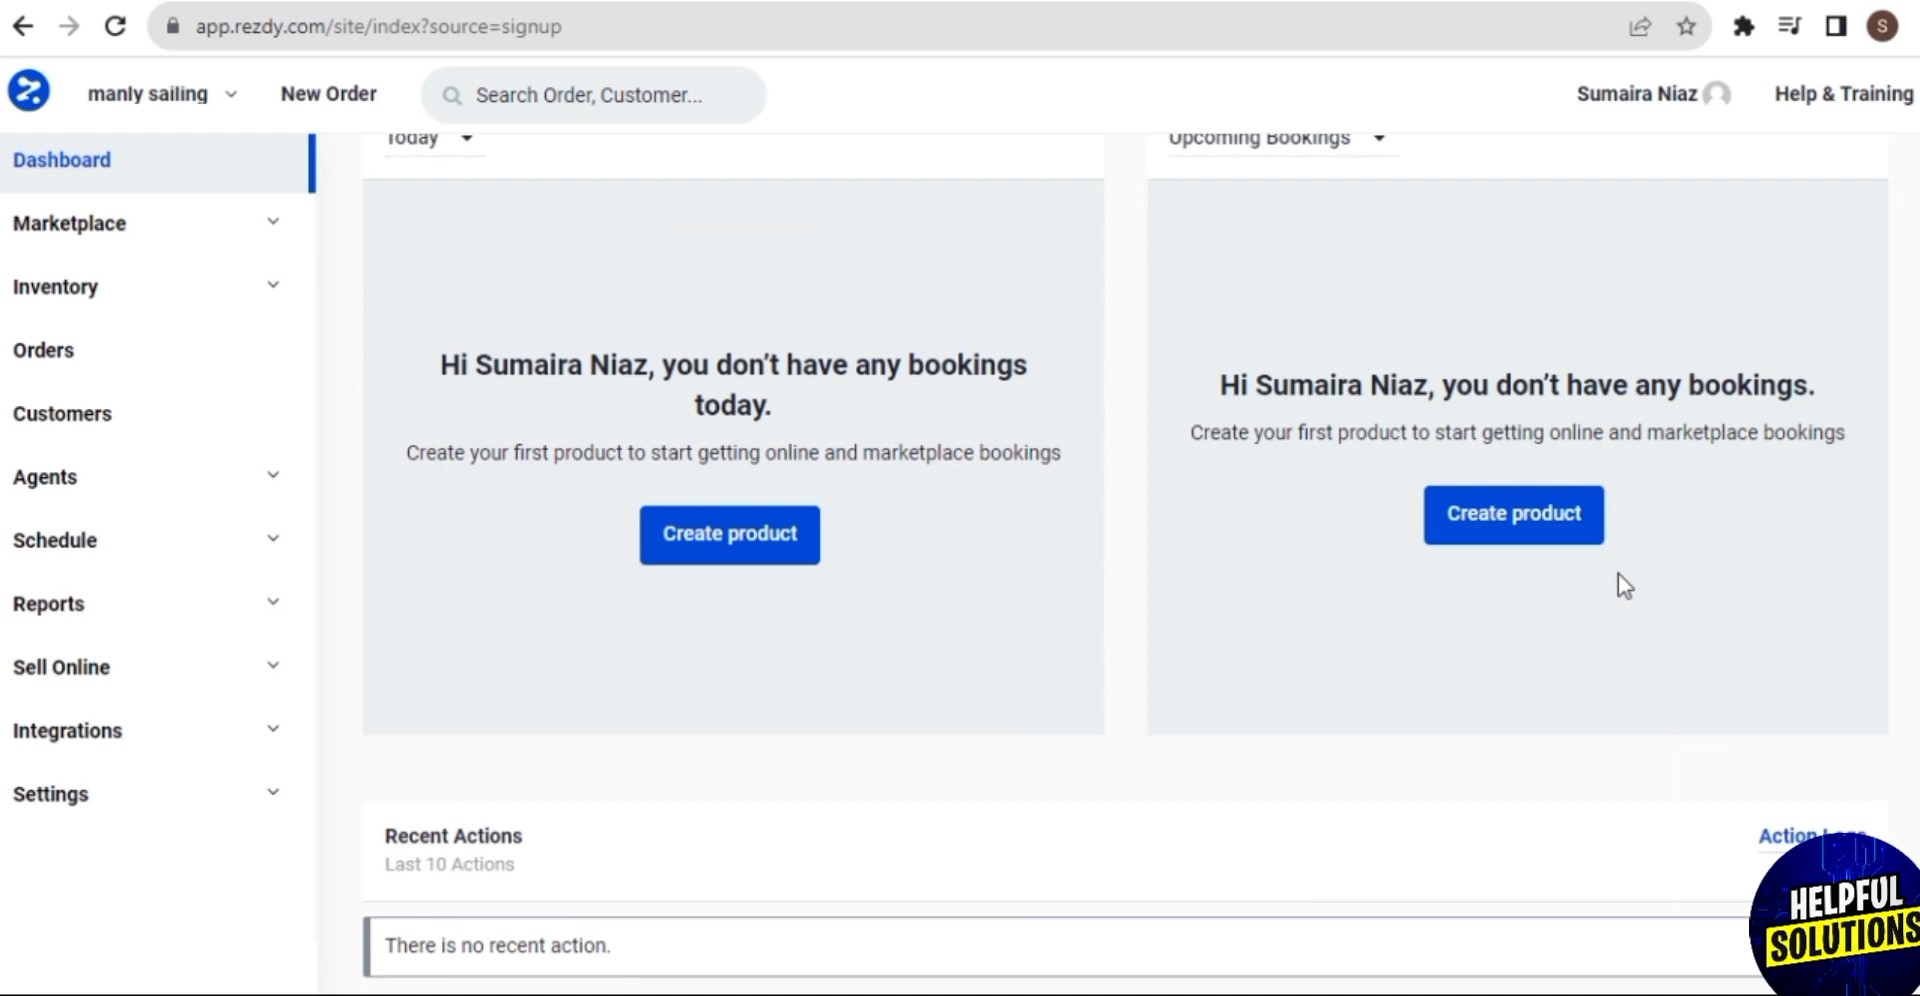 app.rezdy.com/site/index?source=signup
S
manly sailing
New Order
Search Order, Customer...
Sumaira Niaz
Help & Training
Dashboard
Marketplace
Inventory
Orders
Customers
Agents
Schedule
Reports
Sell Online
Integrations
Settings
Today
Upcoming Bookings
Hi Sumaira Niaz, you don’t have any bookings
today.
Create your first product to start getting online and marketplace bookings
Create product
Hi Sumaira Niaz, you don’t have any bookings.
Create your first product to start getting online and marketplace bookings
Create product
Recent Actions
Last 10 Actions
Action
There is no recent action.
HELPFUL
SOLUTIONS